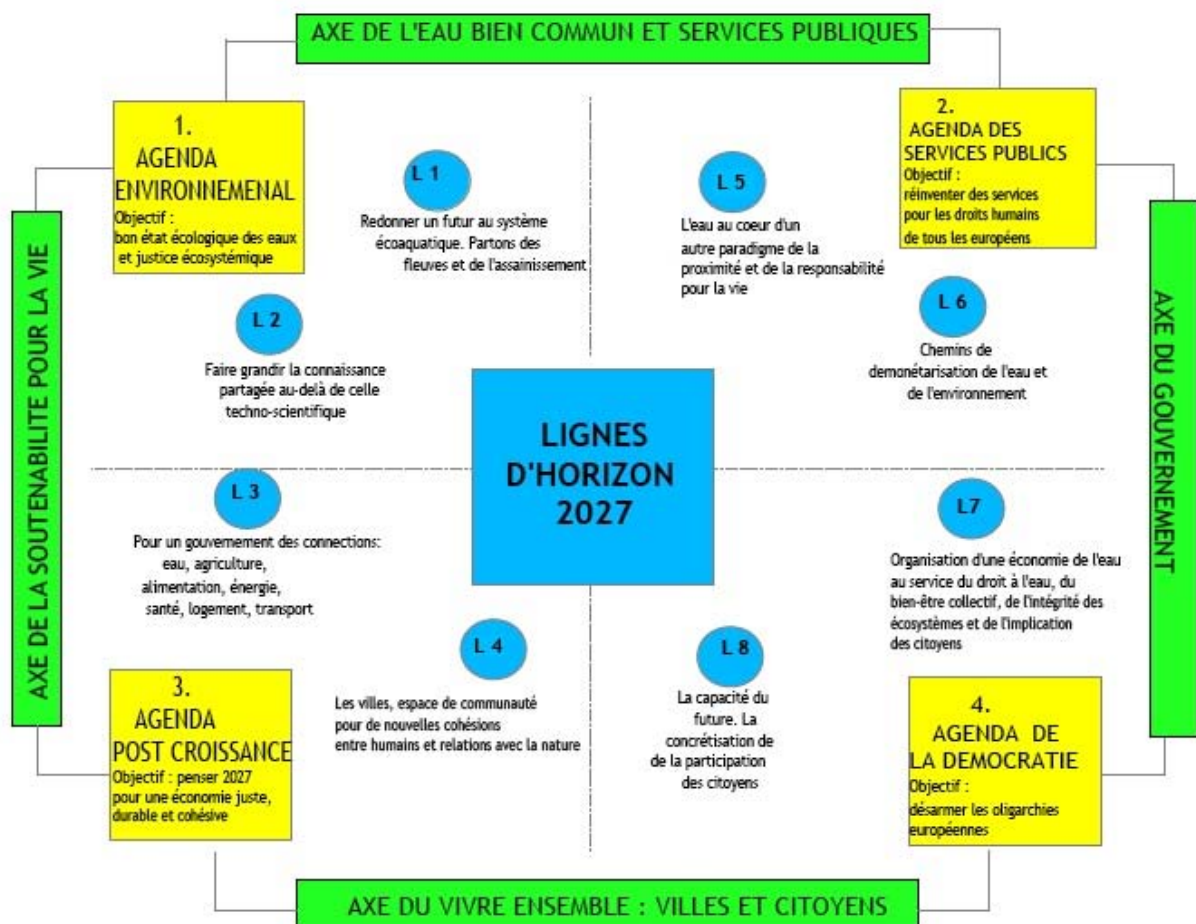 AXE DE L'EAU BIEN COMMUN ET SERVICES PUBLIQUES
1.
AGENDA
ENVIRONNEMENAL
Objectif :
bon état écologique des eaux
et justice écosystémique
L 1
Redonner un futur au système
écoaquatique. Partons des
fleuves et de l'assainissement
L 5
L'eau au coeur d'un
autre paradigme de la
proximité et de la responsabilité
pour la vie
2.
AGENDA DES
SERVICES PUBLICS
Objectif :
réinventer des services
pour les droits humains
de tous les européens
AXE DE LA SOUTENABILITE POUR LA VIE
L 2
Faire grandir la connaissance
partagée au-delà de celle
techno-scientifique
L 6
Chemins de
demonétarisation de l'eau et
de l'environnement
AXE DU GOUVERNEMENT
LIGNES
D'HORIZON
2027
L 3
Pour un gouvernement des connections:
eau, agriculture,
alimentation, énergie,
santé, logement, transport
L7
Organisation d'une économie de l'eau
au service du droit à l'eau, du
bien-être collectif, de l'intégrité des
écosystèmes et de l'implication
des citoyens
L 4
Les villes, espace de communauté
pour de nouvelles cohésions
entre humains et relations avec la nature
L 8
La capacité du
future. La
concrétisation de
de la participation
des citoyens
3.
AGENDA
POST CROISSANCE
Objectif : penser 2027
pour une économie juste,
durable et cohésive
4.
AGENDA DE
LA DEMOCRATIE
Objectif :
désarmer les oligarchies
européennes
AXE DU VIVRE ENSEMBLE : VILLES ET CITOYENS